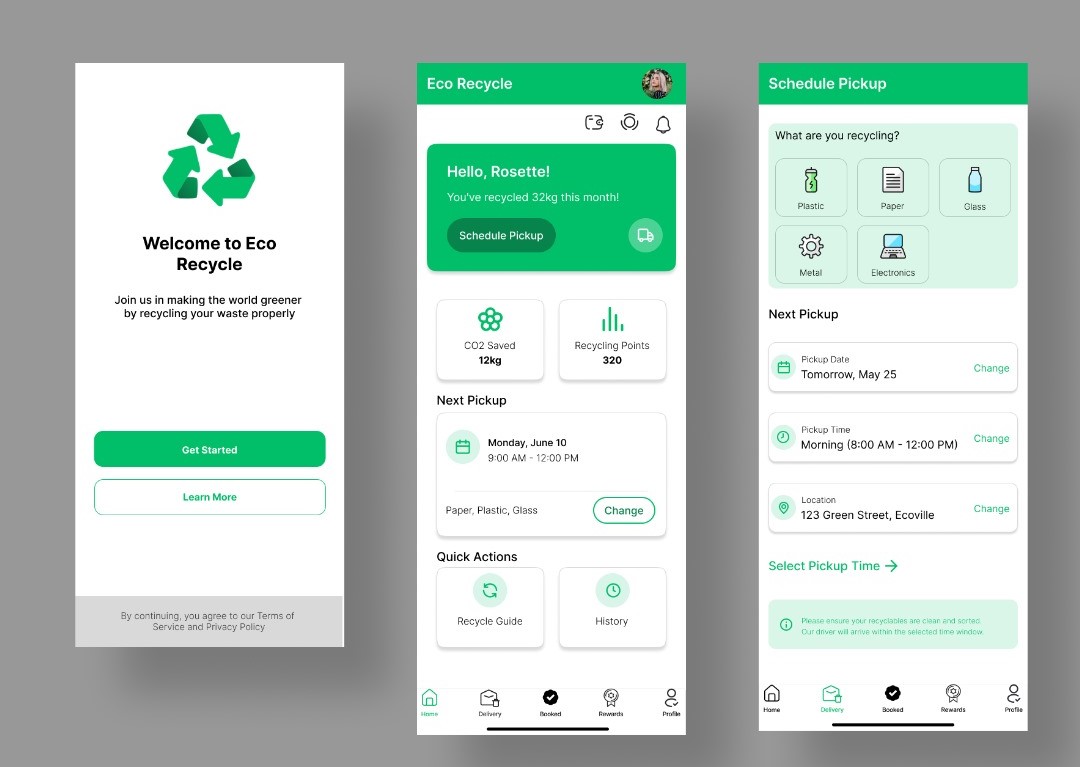 Welcome to Eco
Recycle
Join us in making the world greener
by recycling your waste properly
Get Started
Learn More
By continuing, you agree to our Terms of
Service and Privacy Policy
Eco Recycle
Hello, Rosette!
You've recycled 32kg this month!
Schedule Pickup
CO2 Saved
12kg
Recycling Points
320
Next Pickup
Monday, June 10
9:00 AM - 12:00 PM
Paper, Plastic, Glass
Change
Quick Actions
Recycle Guide
History
Home
Delivery
Booked
Rewards
Profile
Schedule Pickup
What are you recycling?
Plastic
Paper
Glass
Metal
Electronics
Next Pickup
Pickup Date
Tomorrow, May 25
Change
Pickup Time
Morning (8:00 AM - 12:00 PM)
Change
Location
123 Green Street, Ecoville
Change
Select Pickup Time
Please ensure your recyclables are clean and sorted.
Our driver will arrive within the selected time window.
Home
Delivery
Booked
Rewards
Profile